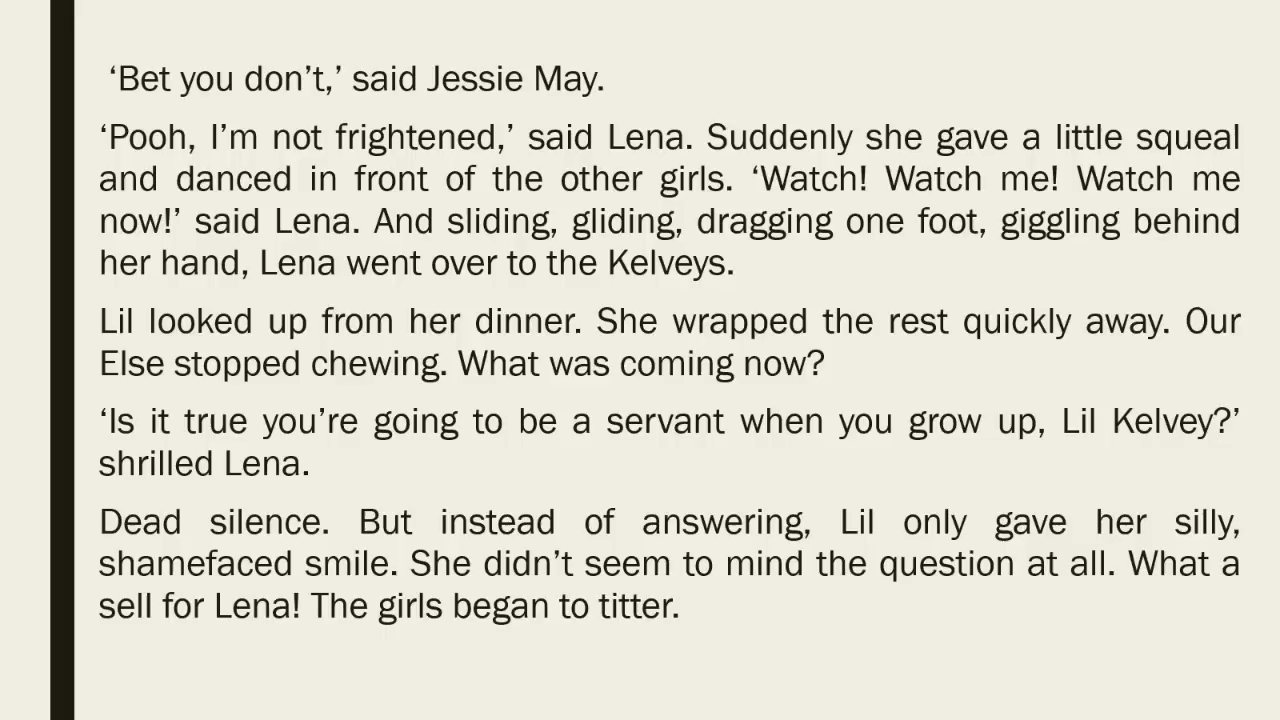 ‘Bet you don’t,’ said Jessie May.
‘Pooh, I’m not frightened,’ said Lena. Suddenly she gave a little squeal
and danced in front of the other girls. ‘Watch! Watch me! Watch me
now!’ said Lena. And sliding, gliding, dragging one foot, giggling behind
her hand, Lena went over to the Kelveys.
Lil looked up from her dinner. She wrapped the rest quickly away. Our
Else stopped chewing. What was coming now?
‘Is it true you’re going to be a servant when you grow up, Lil Kelvey?’
shrilled Lena.
Dead silence. But instead of answering, Lil only gave her silly,
shamefaced smile. She didn’t seem to mind the question at all. What a
sell for Lena! The girls began to titter.